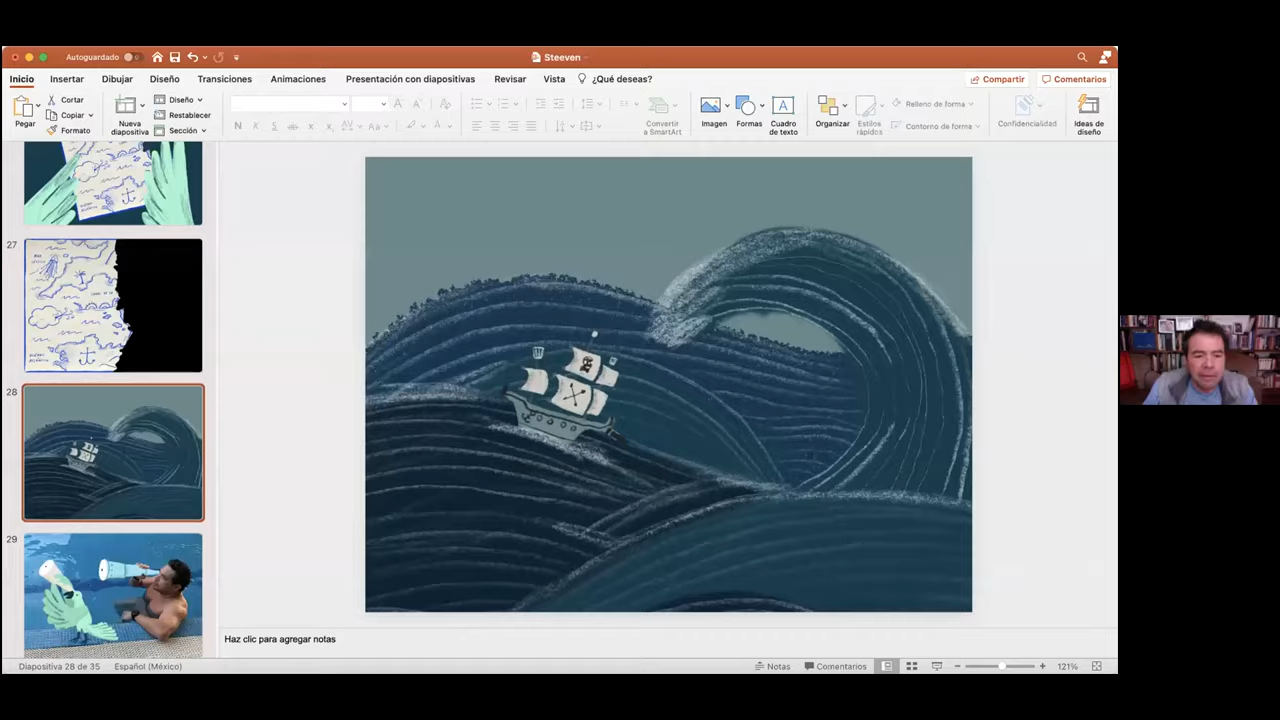 Autoguardado
Steeven
Inicio Insertar Dibujar Diseño Transiciones Animaciones Presentación con diapositivas Revisar Vista ¿Qué deseas? Compartir Comentarios
Pegar
Cortar
Copiar
Formato
Nueva diapositiva
Diseño
Restablecer
Sección
Convertir a SmartArt
Imagen
Formas
Cuadro de texto
Organizar
Estilos rápidos
Relleno de forma
Contorno de forma
Confidencialidad
Ideas de diseño
27
28
29
Haz clic para agregar notas
Diapositiva 28 de 35 Español (México) Notas Comentarios 121%